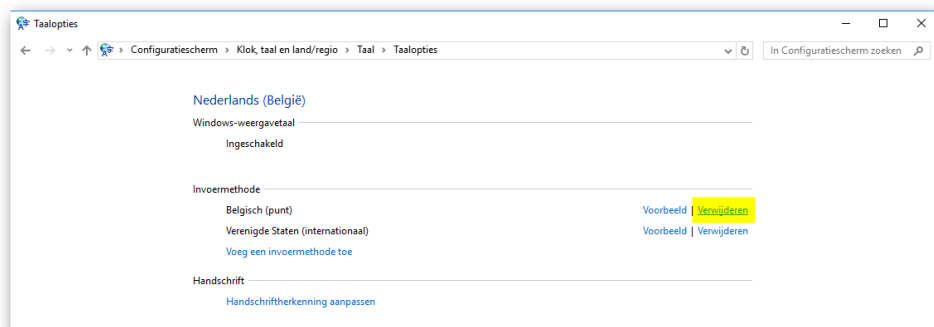 Taalopties
Configuratiescherm > Klok, taal en land/regio > Taal > Taalopties
In Configuratiescherm zoeken
Nederlands (België)
Windows-weergavetaal
Ingeschakeld
Invoermethode
Belgisch (punt) Voorbeeld | Verwijderen
Verenigde Staten (internationaal) Voorbeeld | Verwijderen
Voeg een invoermethode toe
Handschrift
Handschriftherkenning aanpassen